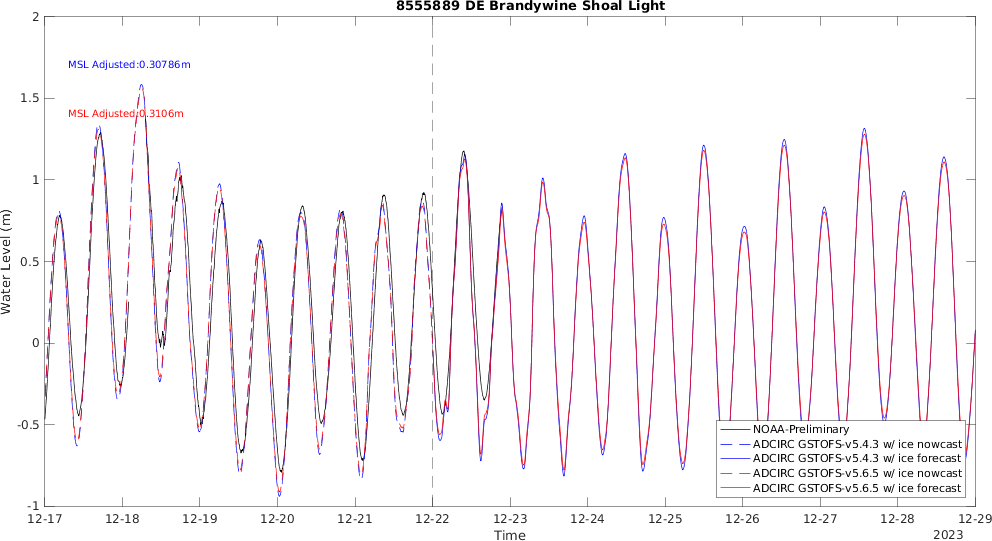 8555889 DE Brandywine Shoal Light
MSL Adjusted:0.30786m
MSL Adjusted:0.3106m
Water Level (m)
2
1.5
1
0.5
0
-0.5
-1
NOAA-Preliminary
ADCIRC GSTOFS-v5.4.3 w/ ice nowcast
ADCIRC GSTOFS-v5.4.3 w/ ice forecast
ADCIRC GSTOFS-v5.6.5 w/ ice nowcast
ADCIRC GSTOFS-v5.6.5 w/ ice forecast
12-17 12-18 12-19 12-20 12-21 12-22 12-23 12-24 12-25 12-26 12-27 12-28 12-29
Time
2023